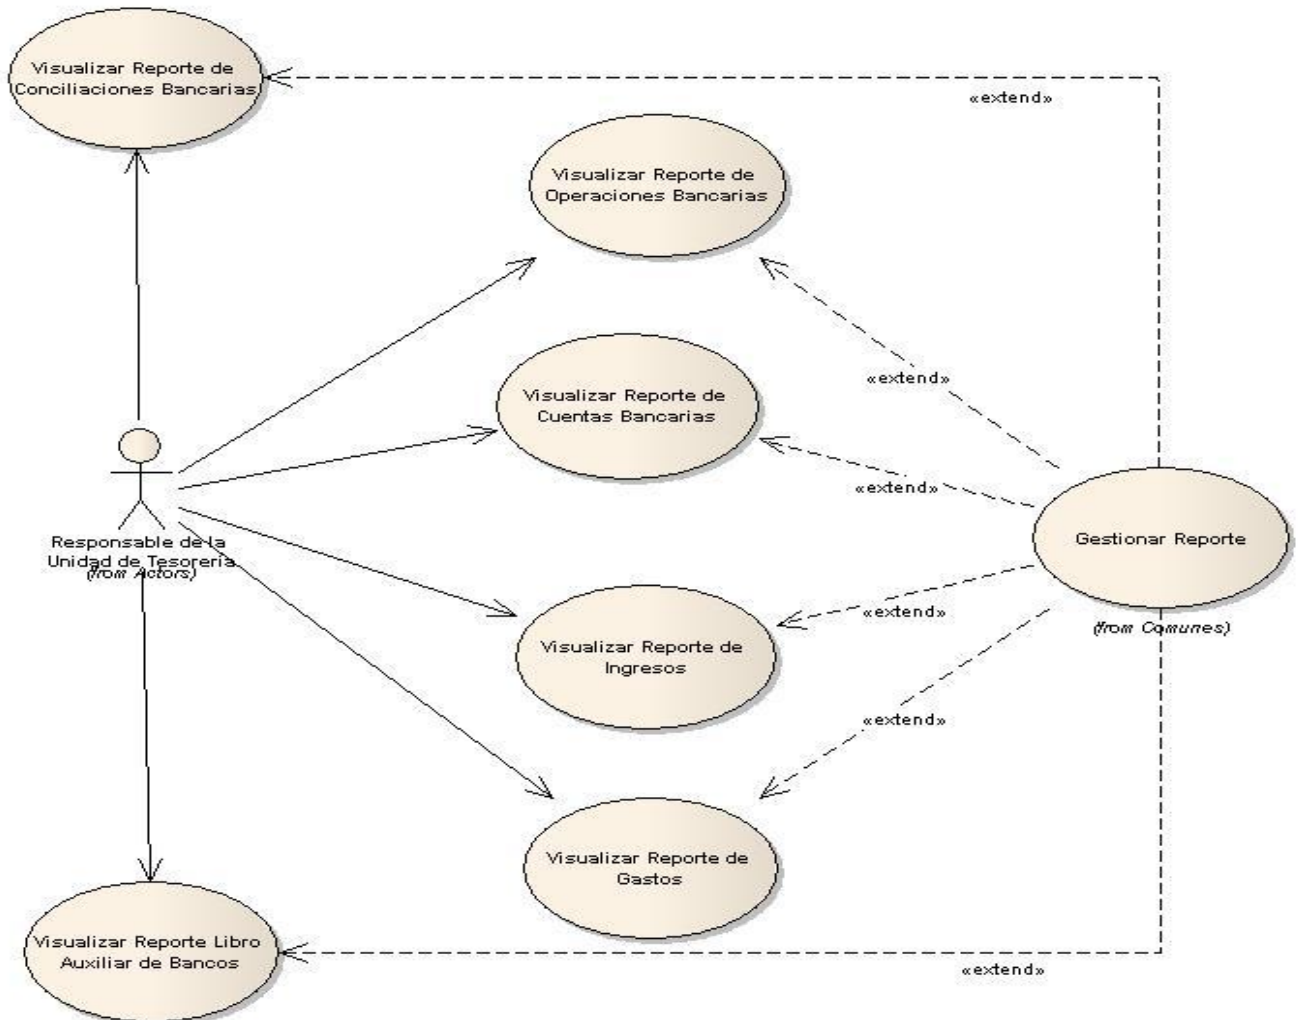 Visualizar Reporte de
Conciliaciones Bancarias
«extend»
Visualizar Reporte de
Operaciones Bancarias
«extend»
Visualizar Reporte de
Cuentas Bancarias
«extend»
Responsable de la
Unidad de Tesorería
(from Actors)
Gestionar Reporte
(from Comunes)
«extend»
Visualizar Reporte de
Ingresos
«extend»
Visualizar Reporte de
Gastos
Visualizar Reporte Libro
Auxiliar de Bancos
«extend»